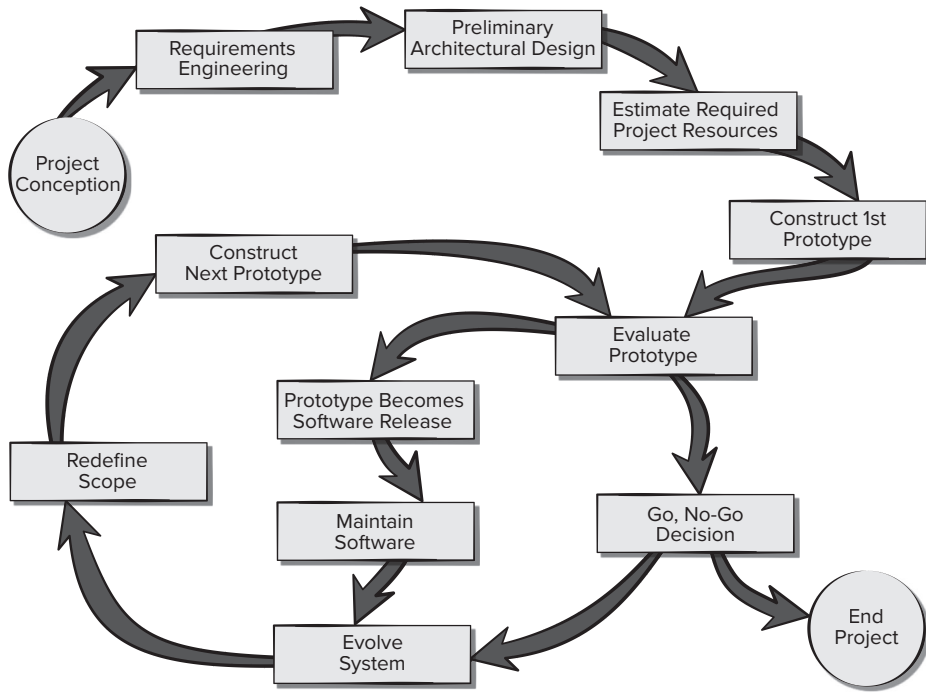 Preliminary
Architectural Design
Requirements
Engineering
Estimate Required
Project Resources
Project
Conception
Construct 1st
Prototype
Construct
Next Prototype
Evaluate
Prototype
Prototype Becomes
Software Release
Redefine
Scope
Maintain
Software
Go, No-Go
Decision
End
Project
Evolve
System